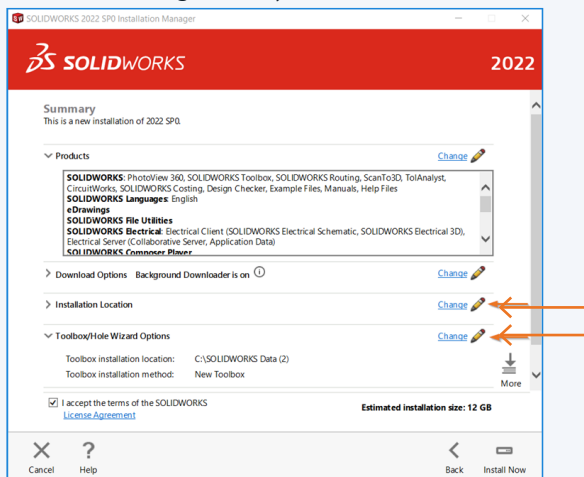 SOLIDWORKS 2022 SP0 Installation Manager
SOLIDWORKS 2022
Summary
This is a new installation of 2022 SP0.
Products Change
SOLIDWORKS: PhotoView 360, SOLIDWORKS Toolbox, SOLIDWORKS Routing, ScanTo3D, TolAnalyst,
CircuitWorks, SOLIDWORKS Costing, Design Checker, Example Files, Manuals, Help Files
SOLIDWORKS Languages: English
eDrawings
SOLIDWORKS File Utilities
SOLIDWORKS Electrical: Electrical Client (SOLIDWORKS Electrical Schematic, SOLIDWORKS Electrical 3D),
Electrical Server (Collaborative Server, Application Data)
SOLIDWORKS Composer Player
Download Options Background Downloader is on Change
Installation Location Change
Toolbox/Hole Wizard Options Change
Toolbox installation location: C:\SOLIDWORKS Data (2)
Toolbox installation method: New Toolbox
More
I accept the terms of the SOLIDWORKS
License Agreement
Estimated installation size: 12 GB
Cancel Help Back Install Now